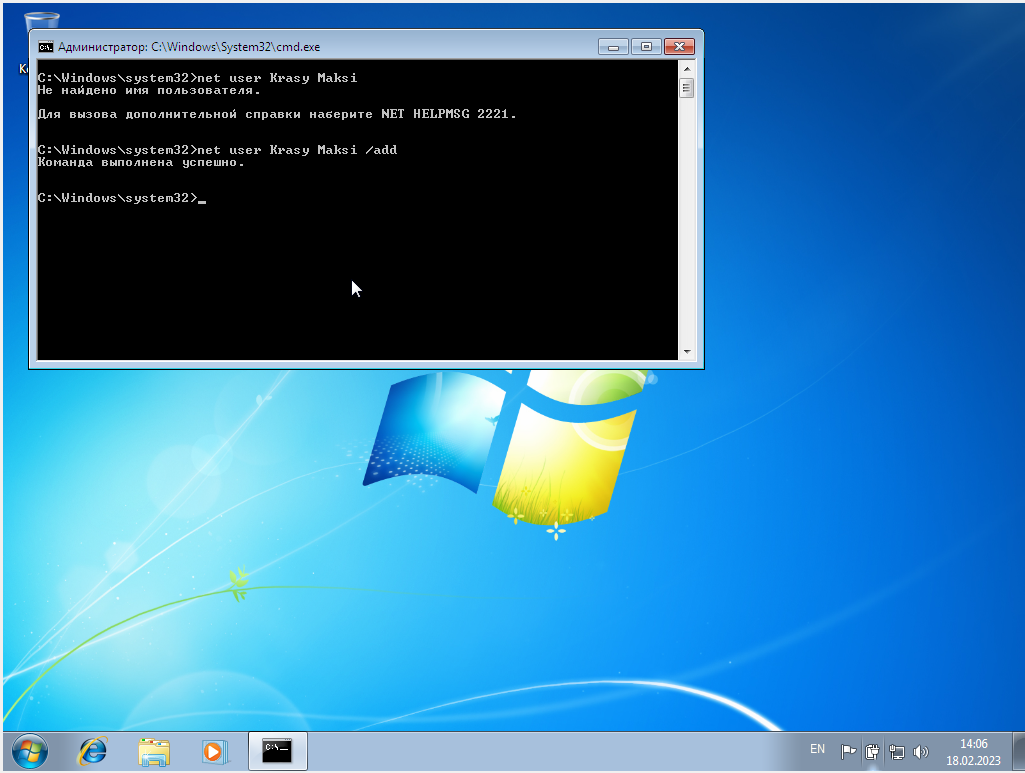 Администратор: C:\Windows\System32\cmd.exe
C:\Windows\system32>net user Krasy Maksi
Не найдено имя пользователя.
Для вызова дополнительной справки наберите NET HELPMSG 2221.
C:\Windows\system32>net user Krasy Maksi /add
Команда выполнена успешно.
C:\Windows\system32>_
EN
14:06
18.02.2023